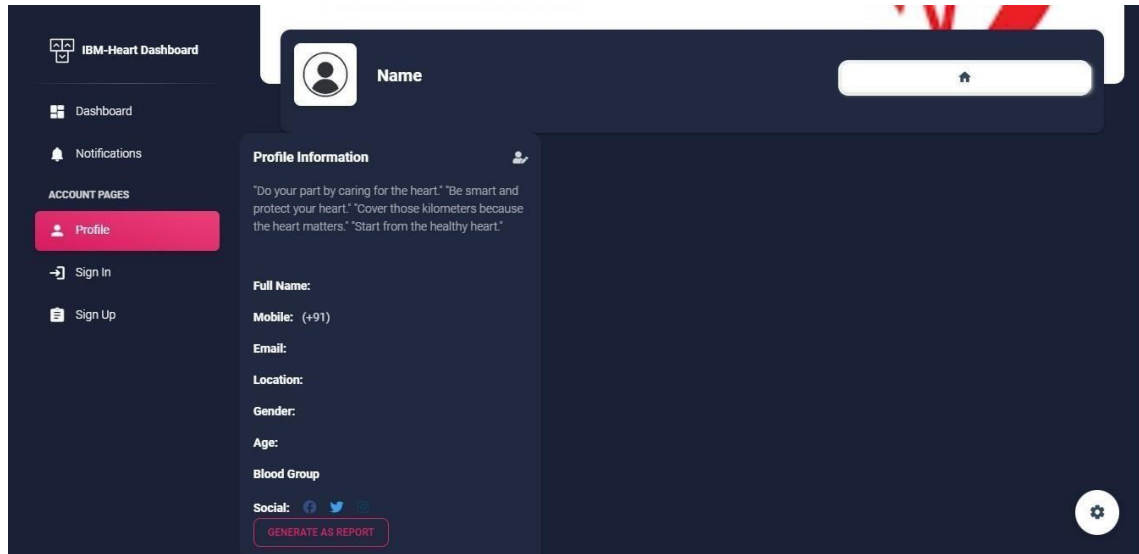 IBM-Heart Dashboard
Name
Dashboard
Notifications
ACCOUNT PAGES
Profile
Sign In
Sign Up
Profile Information
"Do your part by caring for the heart." "Be smart and
protect your heart." "Cover those kilometers because
the heart matters." "Start from the healthy heart."
Full Name:
Mobile: (+91)
Email:
Location:
Gender:
Age:
Blood Group
Social:
GENERATE AS REPORT